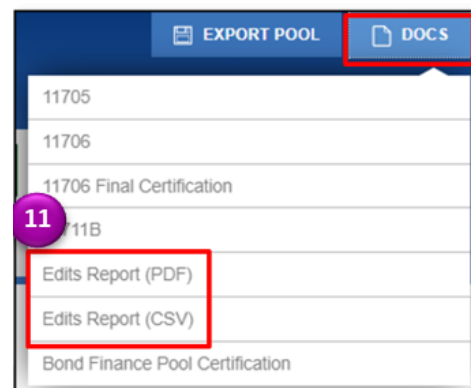 EXPORT POOL
DOCS
11705
11706
11706 Final Certification
11
711B
Edits Report (PDF)
Edits Report (CSV)
Bond Finance Pool Certification